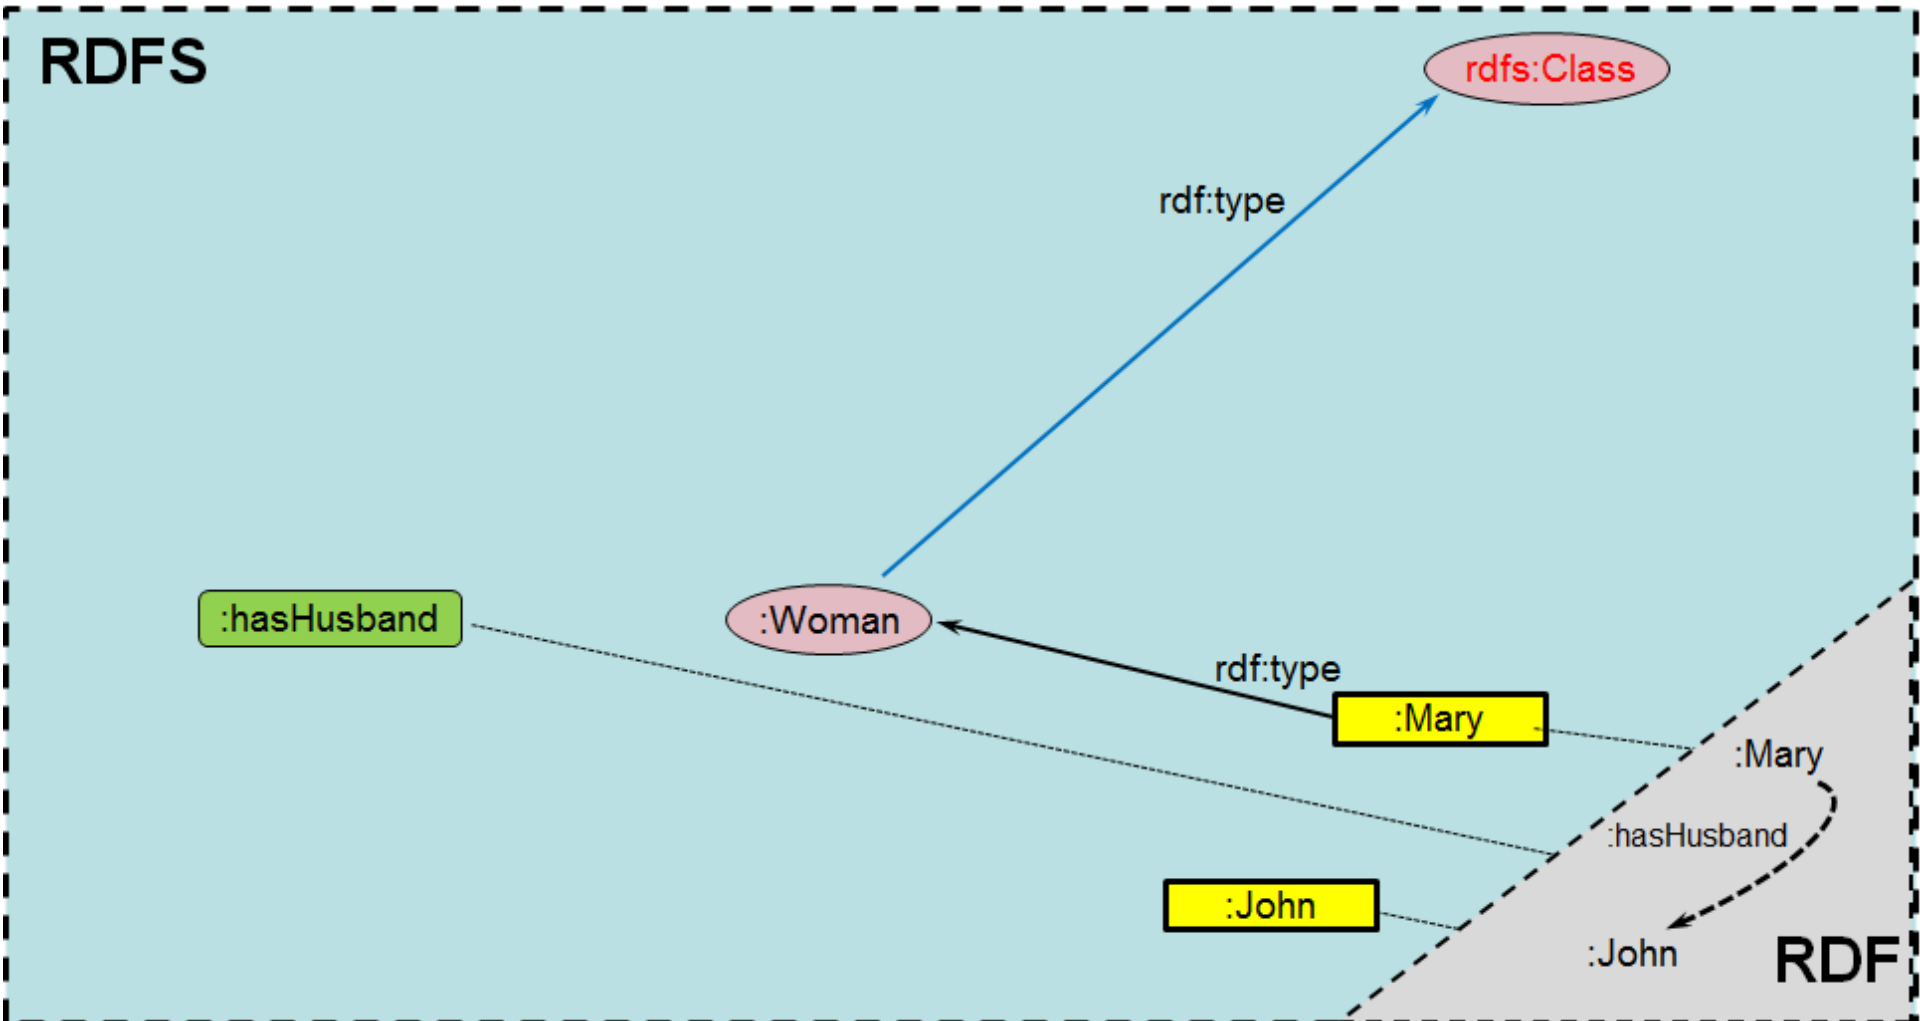 RDFS
rdfs:Class
rdf:type
:hasHusband
:Woman
rdf:type
:Mary
:Mary
:hasHusband
:John
:John
RDF